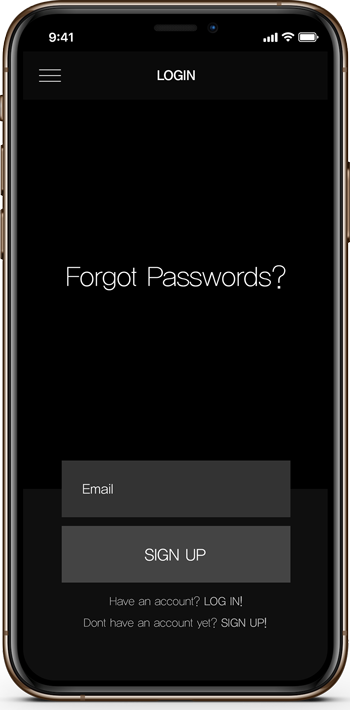 9:41
LOGIN
Forgot Passwords?
Email
SIGN UP
Have an account? LOG IN!
Dont have an account yet? SIGN UP!